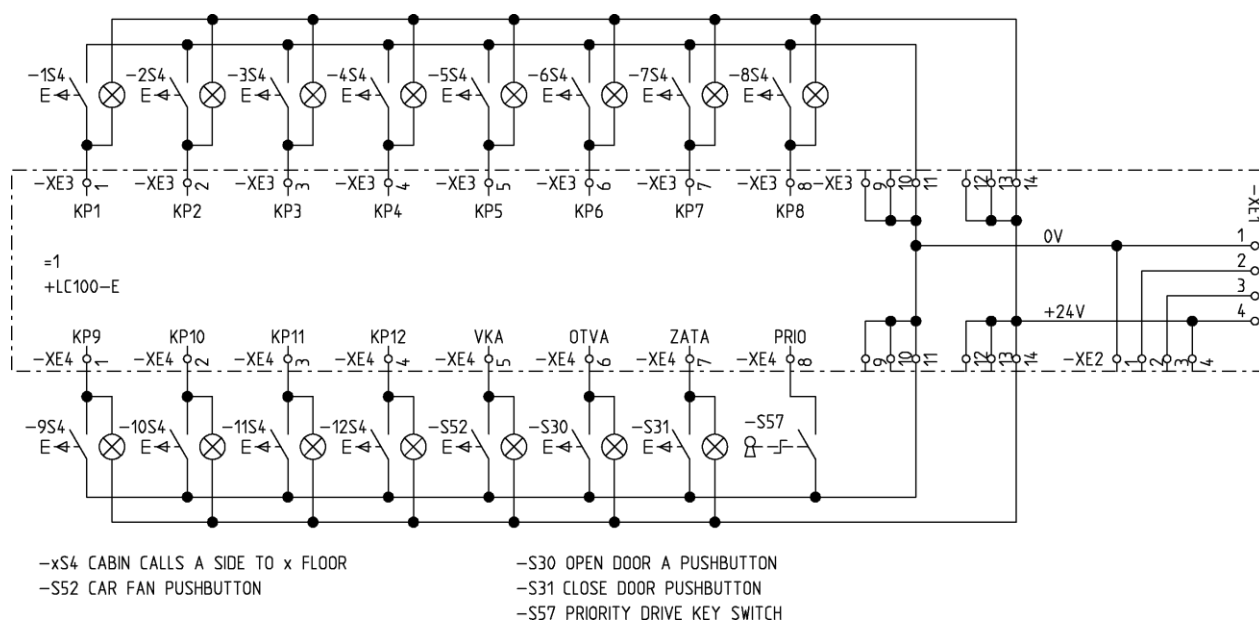 -1S4 -2S4 -3S4 -4S4 -5S4 -6S4 -7S4 -8S4
E E E E E E E E
-XE3 1 -XE3 2 -XE3 3 -XE3 4 -XE3 5 -XE3 6 -XE3 7 -XE3 8 -XE3 9 10 11 12 13 14
-XE1
KP1 KP2 KP3 KP4 KP5 KP6 KP7 KP8
0V 1
=1
2
+LC100-E
3
+24V 4
KP9 KP10 KP11 KP12 VKA OTVA ZATA PRIO
-XE4 1 -XE4 2 -XE4 3 -XE4 4 -XE4 5 -XE4 6 -XE4 7 -XE4 8 9 10 11 12 13 14 -XE2 1 2 3 4
-9S4 -10S4 -11S4 -12S4 -S52 -S30 -S31 -S57
E E E E E E E
-xS4 CABIN CALLS A SIDE TO x FLOOR
-S52 CAR FAN PUSHBUTTON
-S30 OPEN DOOR A PUSHBUTTON
-S31 CLOSE DOOR PUSHBUTTON
-S57 PRIORITY DRIVE KEY SWITCH